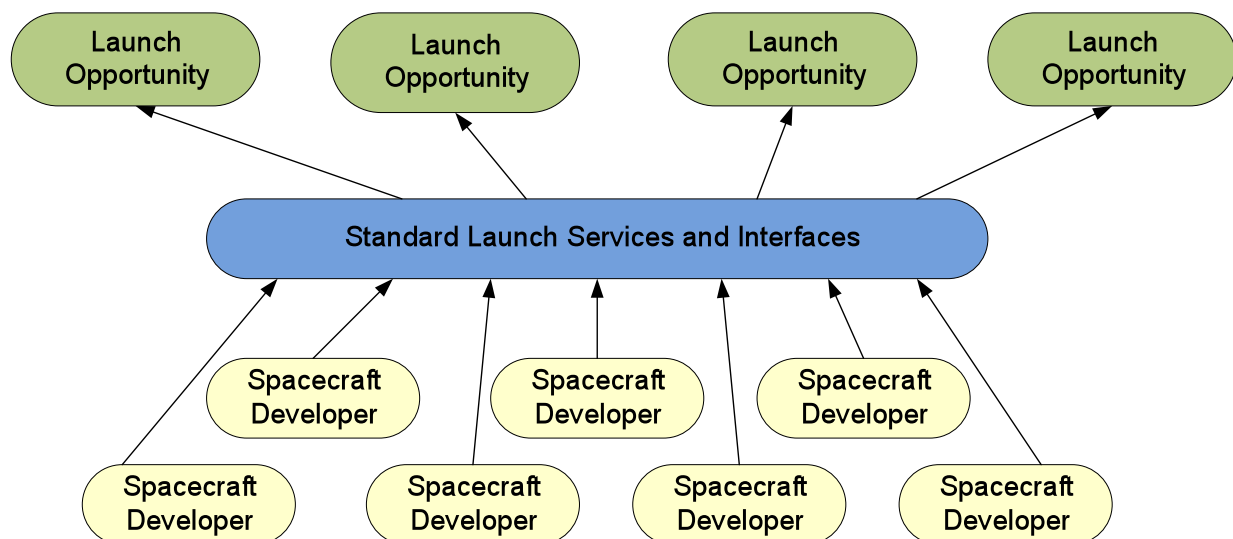 Launch
Opportunity
Launch
Opportunity
Launch
Opportunity
Launch
Opportunity
Standard Launch Services and Interfaces
Spacecraft
Developer
Spacecraft
Developer
Spacecraft
Developer
Spacecraft
Developer
Spacecraft
Developer
Spacecraft
Developer
Spacecraft
Developer